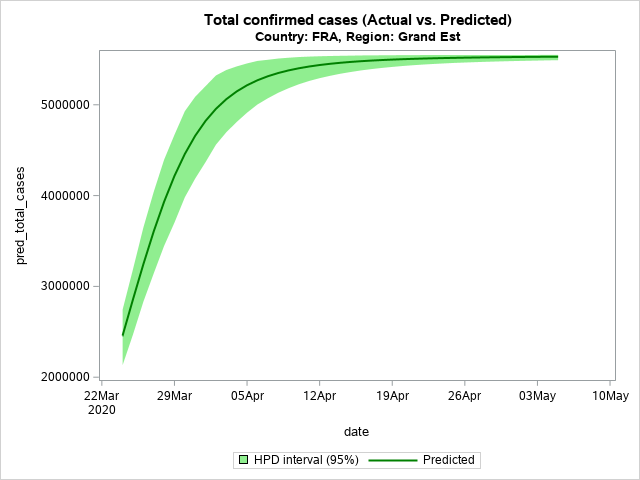 Total confirmed cases (Actual vs. Predicted)
Country: FRA, Region: Grand Est
pred_total_cases
5000000
4000000
3000000
2000000
22Mar 29Mar 05Apr 12Apr 19Apr 26Apr 03May 10May
2020
date
HPD interval (95%) Predicted